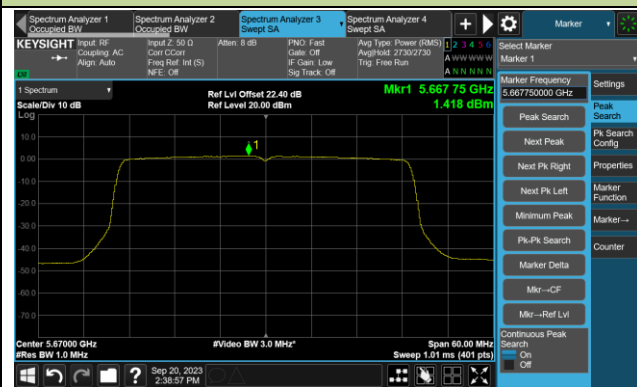 Spectrum Analyzer 1
Occupied BW
Spectrum Analyzer 2
Occupied BW
Spectrum Analyzer 3
Swept SA
Spectrum Analyzer 4
Swept SA
Marker
KEYSIGHT
Input: RF
Coupling: AC
Align: Auto
Input Z: 50 Ω
Corr CCorr
Freq Ref: Int (S)
NFE: Off
Atten: 8 dB
PNO: Fast
Gate: Off
IF Gain: Low
Sig Track: Off
Avg Type: Power (RMS)
Avg|Hold: 2730/2730
Trig: Free Run
1 2 3 4 5 6
A W W W W W
A N N N N N
Select Marker
Marker 1
LXI
1 Spectrum
Scale/Div 10 dB
Log
Ref Lvl Offset 22.40 dB
Ref Level 20.00 dBm
Mkr1 5.667 75 GHz
1.418 dBm
1
10.0
0.00
-10.0
-20.0
-30.0
-40.0
-50.0
-60.0
-70.0
Center 5.67000 GHz
#Res BW 1.0 MHz
#Video BW 3.0 MHz*
Span 60.00 MHz
Sweep 1.01 ms (401 pts)
Marker Frequency
5.667750000 GHz
Peak Search
Next Peak
Next Pk Right
Next Pk Left
Minimum Peak
Pk-Pk Search
Marker Delta
Mkr→CF
Mkr→Ref Lvl
Continuous Peak
Search
On
Off
Settings
Peak
Search
Pk Search
Config
Properties
Marker
Function
Marker→
Counter
Sep 20, 2023
2:38:57 PM